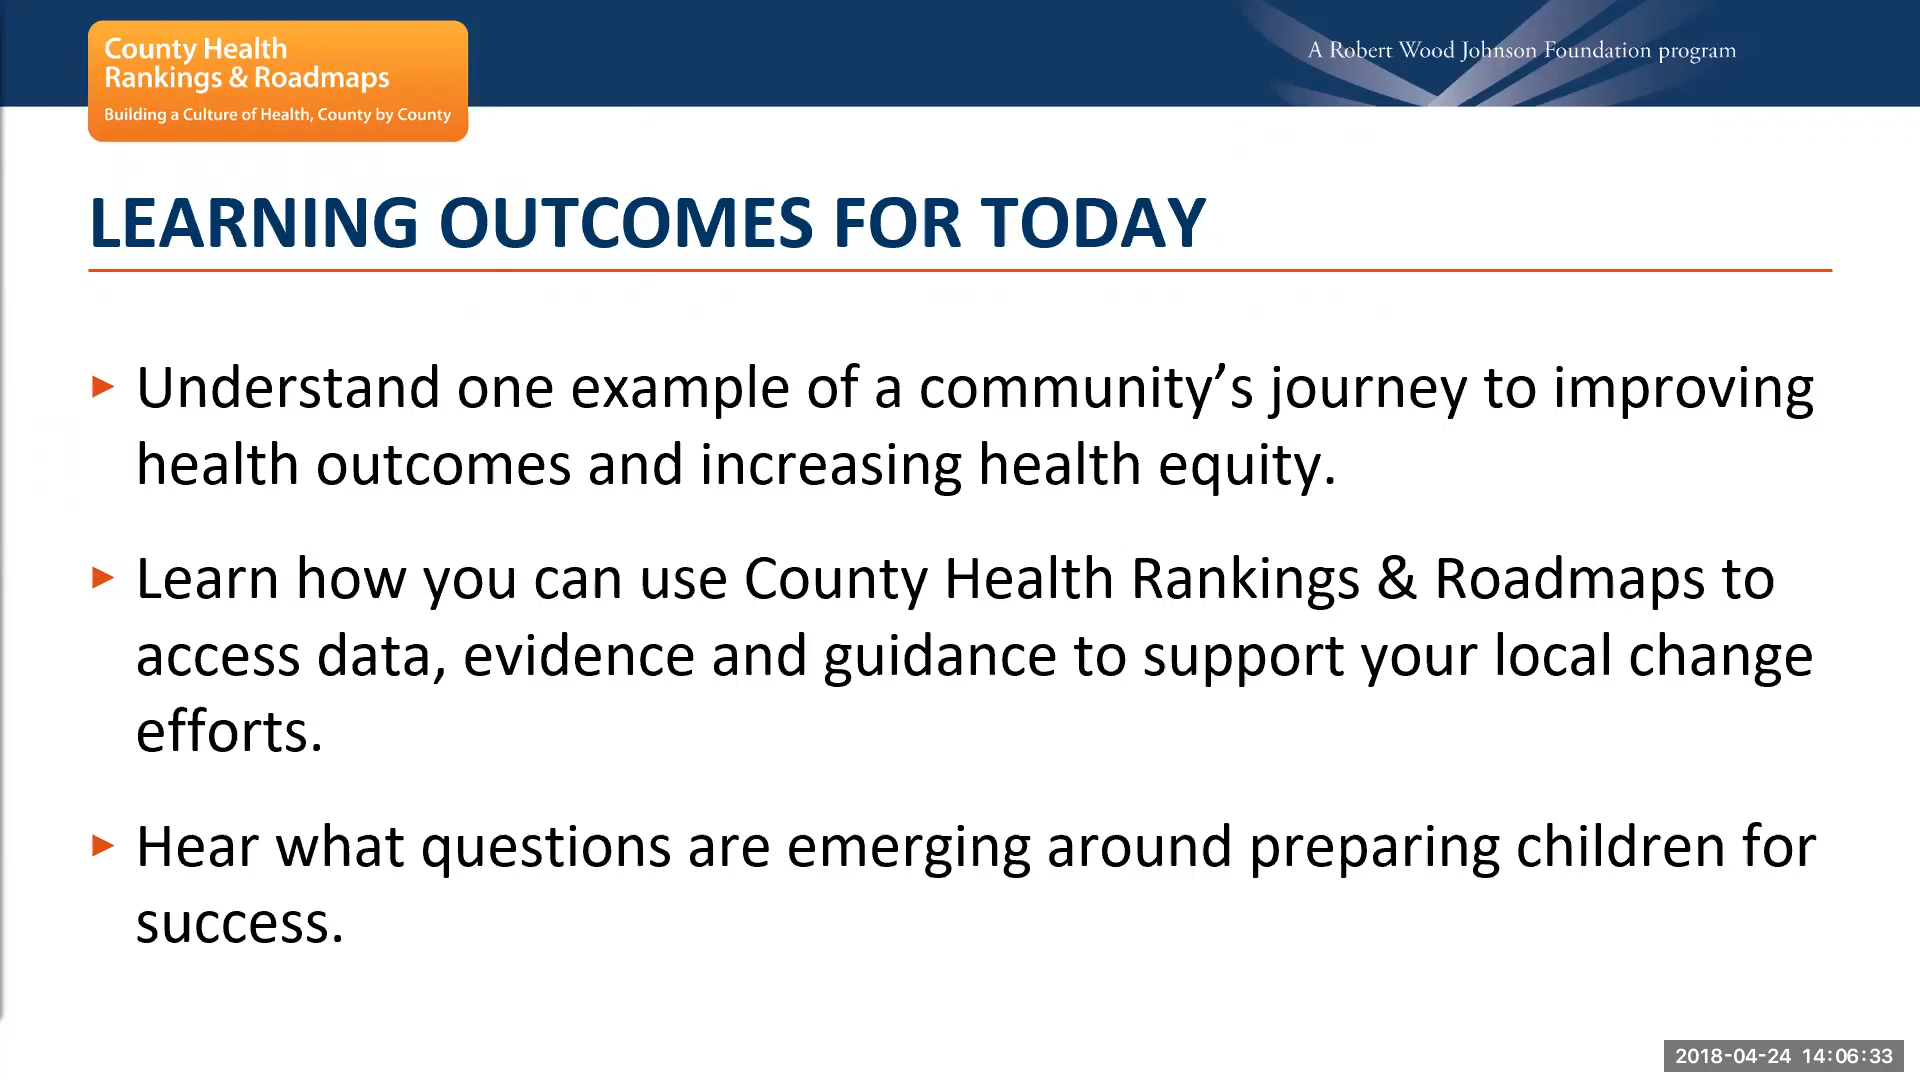 County Health
Rankings & Roadmaps
Building a Culture of Health, County by County
A Robert Wood Johnson Foundation program
LEARNING OUTCOMES FOR TODAY
Understand one example of a community’s journey to improving
health outcomes and increasing health equity.
Learn how you can use County Health Rankings & Roadmaps to
access data, evidence and guidance to support your local change
efforts.
Hear what questions are emerging around preparing children for
success.
2018-04-24 14:06:33